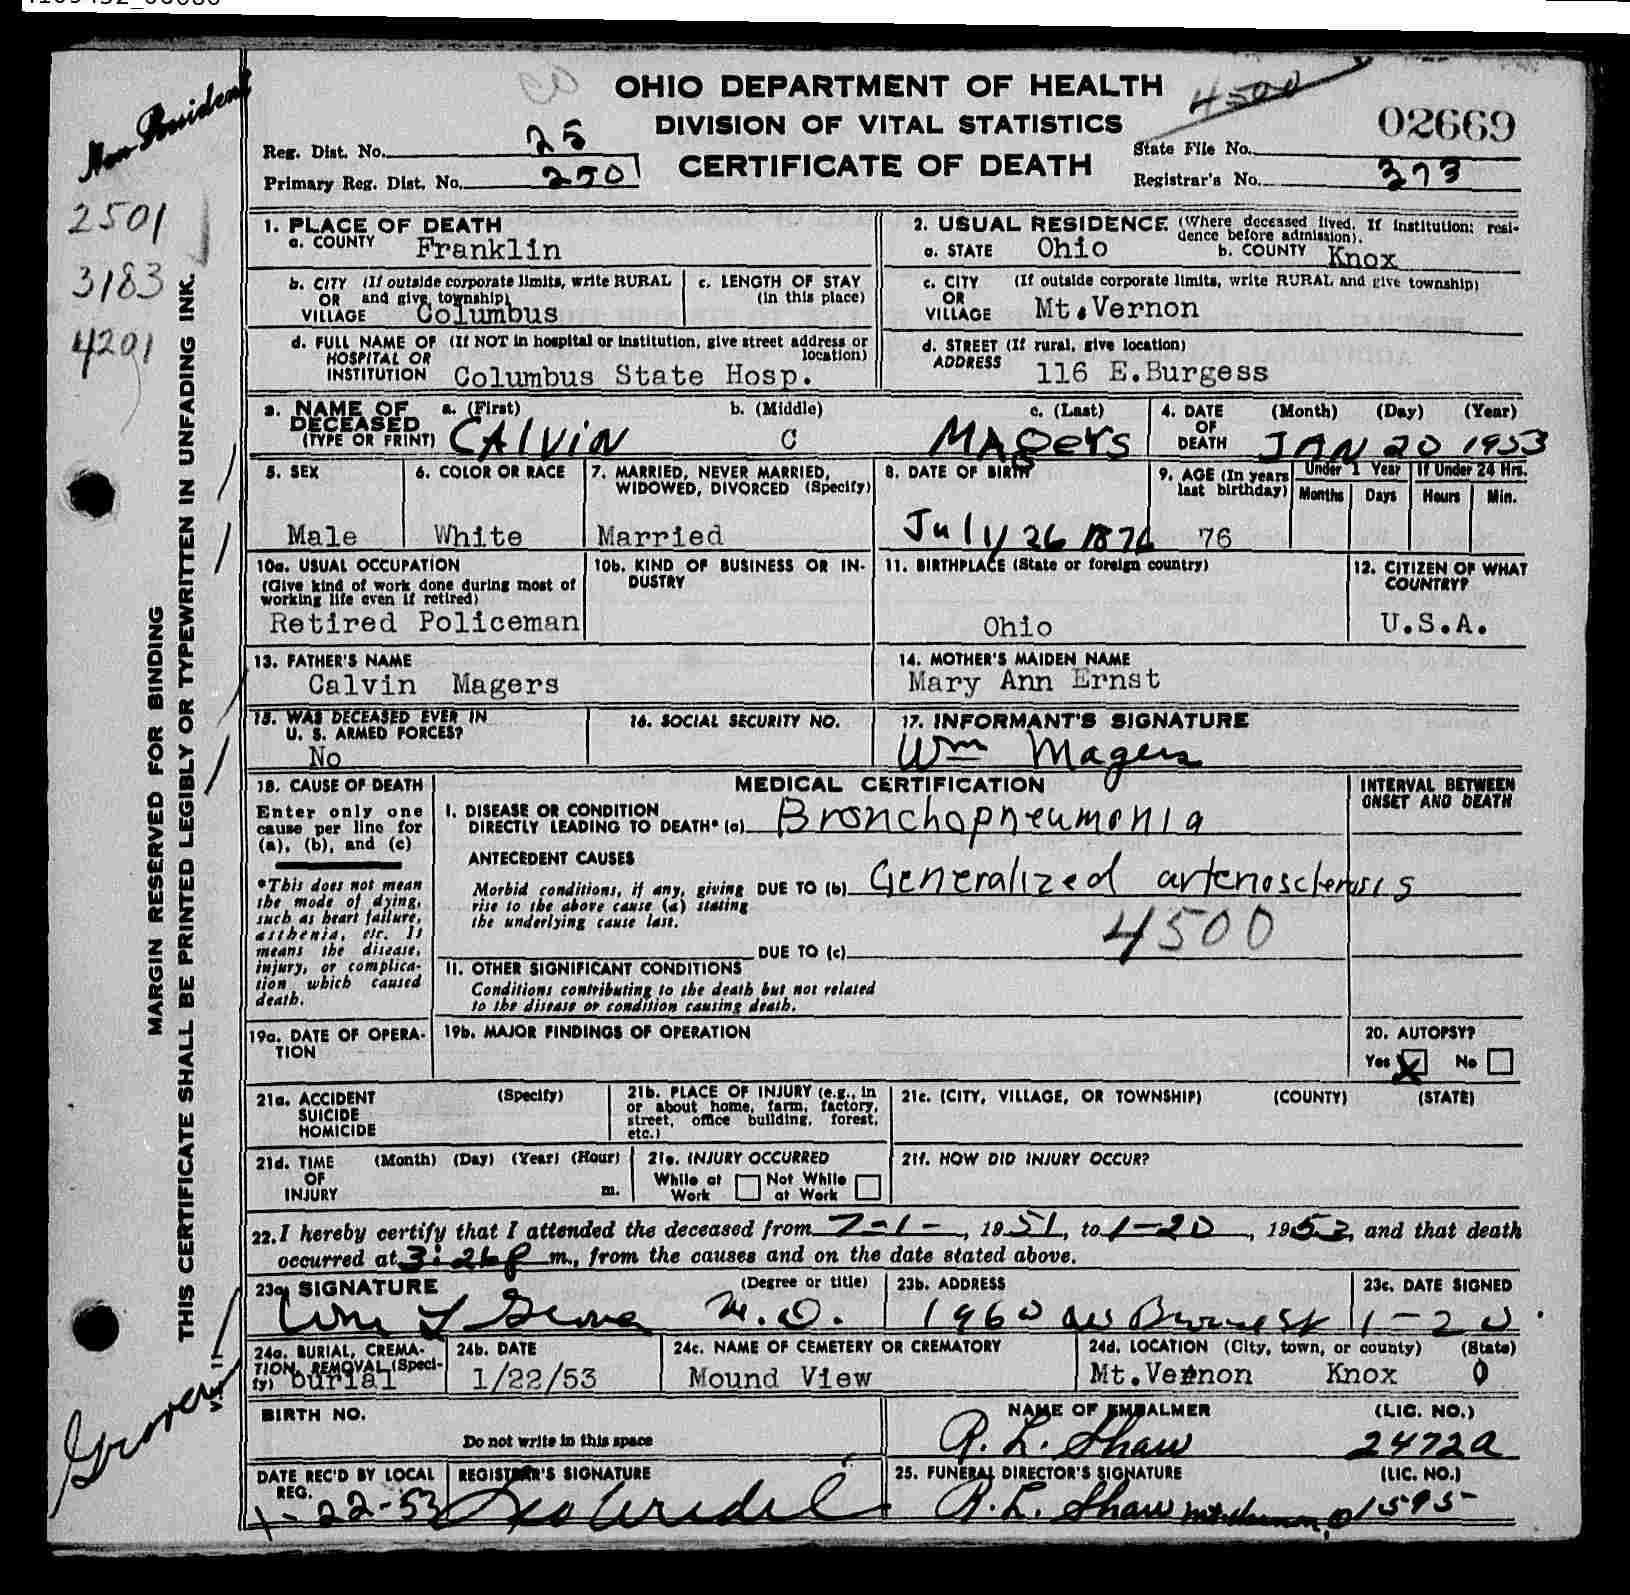 Non Resident
2501
3183
4291
MARGIN RESERVED FOR BINDING
THIS CERTIFICATE SHALL BE PRINTED LEGIBLY OR TYPEWRITTEN IN UNFADING INK.
OHIO DEPARTMENT OF HEALTH
DIVISION OF VITAL STATISTICS
CERTIFICATE OF DEATH
4500
02669
Reg. Dist. No. 25
Primary Reg. Dist. No. 2501
State File No.
Registrar's No. 273
1. PLACE OF DEATH
a. COUNTY Franklin
b. CITY (If outside corporate limits, write RURAL
OR and give township)
VILLAGE Columbus
c. LENGTH OF STAY
(in this place)
d. FULL NAME OF (If NOT in hospital or institution, give street address or
HOSPITAL OR location)
INSTITUTION Columbus State Hosp.
2. USUAL RESIDENCE (Where deceased lived. If institution: resi-
dence before admission).
a. STATE Ohio b. COUNTY Knox
c. CITY (If outside corporate limits, write RURAL and give township)
OR
VILLAGE Mt.Vernon
d. STREET (If rural, give location)
ADDRESS 116 E.Burgess
3. NAME OF DECEASED (TYPE OR PRINT)
a. (First) CAlViN
b. (Middle) C
c. (Last) MAgers
4. DATE OF DEATH (Month) (Day) (Year)
JAN 20 1953
5. SEX
Male
6. COLOR OR RACE
White
7. MARRIED, NEVER MARRIED,
WIDOWED, DIVORCED (Specify)
Married
8. DATE OF BIRTH
July 26 1876
9. AGE (In years
last birthday)
76
Under 1 Year
Months Days
If Under 24 Hrs.
Hours Min.
10a. USUAL OCCUPATION
(Give kind of work done during most of
working life even if retired)
Retired Policeman
10b. KIND OF BUSINESS OR IN-
DUSTRY
11. BIRTHPLACE (State or foreign country)
Ohio
12. CITIZEN OF WHAT
COUNTRY?
U.S.A.
13. FATHER'S NAME
Calvin Magers
14. MOTHER'S MAIDEN NAME
Mary Ann Ernst
15. WAS DECEASED EVER IN
U. S. ARMED FORCES?
No
16. SOCIAL SECURITY NO.
17. INFORMANT'S SIGNATURE
Wm Magers
18. CAUSE OF DEATH
Enter only one
cause per line for
(a), (b), and (c)
*This does not mean
the mode of dying,
such as heart failure,
asthenia, etc. It
means the disease,
injury, or complica-
tion which caused
death.
MEDICAL CERTIFICATION
INTERVAL BETWEEN
ONSET AND DEATH
I. DISEASE OR CONDITION
DIRECTLY LEADING TO DEATH* (a) Bronchopneumonia
ANTECEDENT CAUSES
Morbid conditions, if any, giving DUE TO (b) Generalized arteriosclerosis
rise to the above cause (a) stating
the underlying cause last.
4500
DUE TO (c)
II. OTHER SIGNIFICANT CONDITIONS
Conditions contributing to the death but not related
to the disease or condition causing death.
19a. DATE OF OPERA-
TION
19b. MAJOR FINDINGS OF OPERATION
20. AUTOPSY?
Yes X No
21a. ACCIDENT (Specify)
SUICIDE
HOMICIDE
21b. PLACE OF INJURY (e.g., in
or about home, farm, factory,
street, office building, forest,
etc.)
21c. (CITY, VILLAGE, OR TOWNSHIP) (COUNTY) (STATE)
21d. TIME (Month) (Day) (Year) (Hour)
OF
INJURY m.
21e. INJURY OCCURRED
While at Work Not While at Work
21f. HOW DID INJURY OCCUR?
22. I hereby certify that I attended the deceased from 7-1-, 1951, to 1-20, 1953, and that death
occurred at 3:26 p m., from the causes and on the date stated above.
23a. SIGNATURE (Degree or title)
Wm L Grover M.D.
23b. ADDRESS
1960 W Broad St
23c. DATE SIGNED
1-20
24a. BURIAL, CREMA-
TION, REMOVAL (Speci-
fy) burial
24b. DATE
1/22/53
24c. NAME OF CEMETERY OR CREMATORY
Mound View
24d. LOCATION (City, town, or county) (State)
Mt.Vernon Knox O
Grover
BIRTH NO.
Do not write in this space
NAME OF EMBALMER (LIC. NO.)
R. L. Shaw 2472A
DATE REC'D BY LOCAL
REG.
1-22-53
REGISTRAR'S SIGNATURE
25. FUNERAL DIRECTOR'S SIGNATURE (LIC. NO.)
R. L. Shaw Mt. Vernon, O 1595